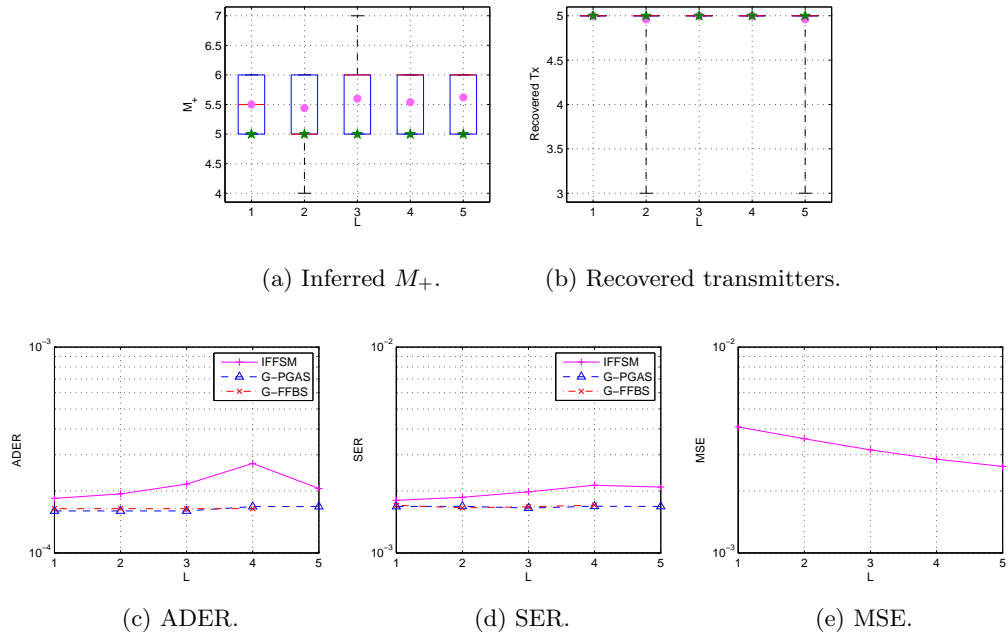 7
6.5
6
5.5
5
4.5
4
M+
1 2 3 4 5
L
5
4.5
4
3.5
3
Recovered Tx
1 2 3 4 5
L
(a) Inferred M+.
(b) Recovered transmitters.
10−3
10−4
ADER
IFFSM
G−PGAS
G−FFBS
1 2 3 4 5
L
10−2
10−3
SER
IFFSM
G−PGAS
G−FFBS
1 2 3 4 5
L
10−2
10−3
MSE
1 2 3 4 5
L
(c) ADER.
(d) SER.
(e) MSE.